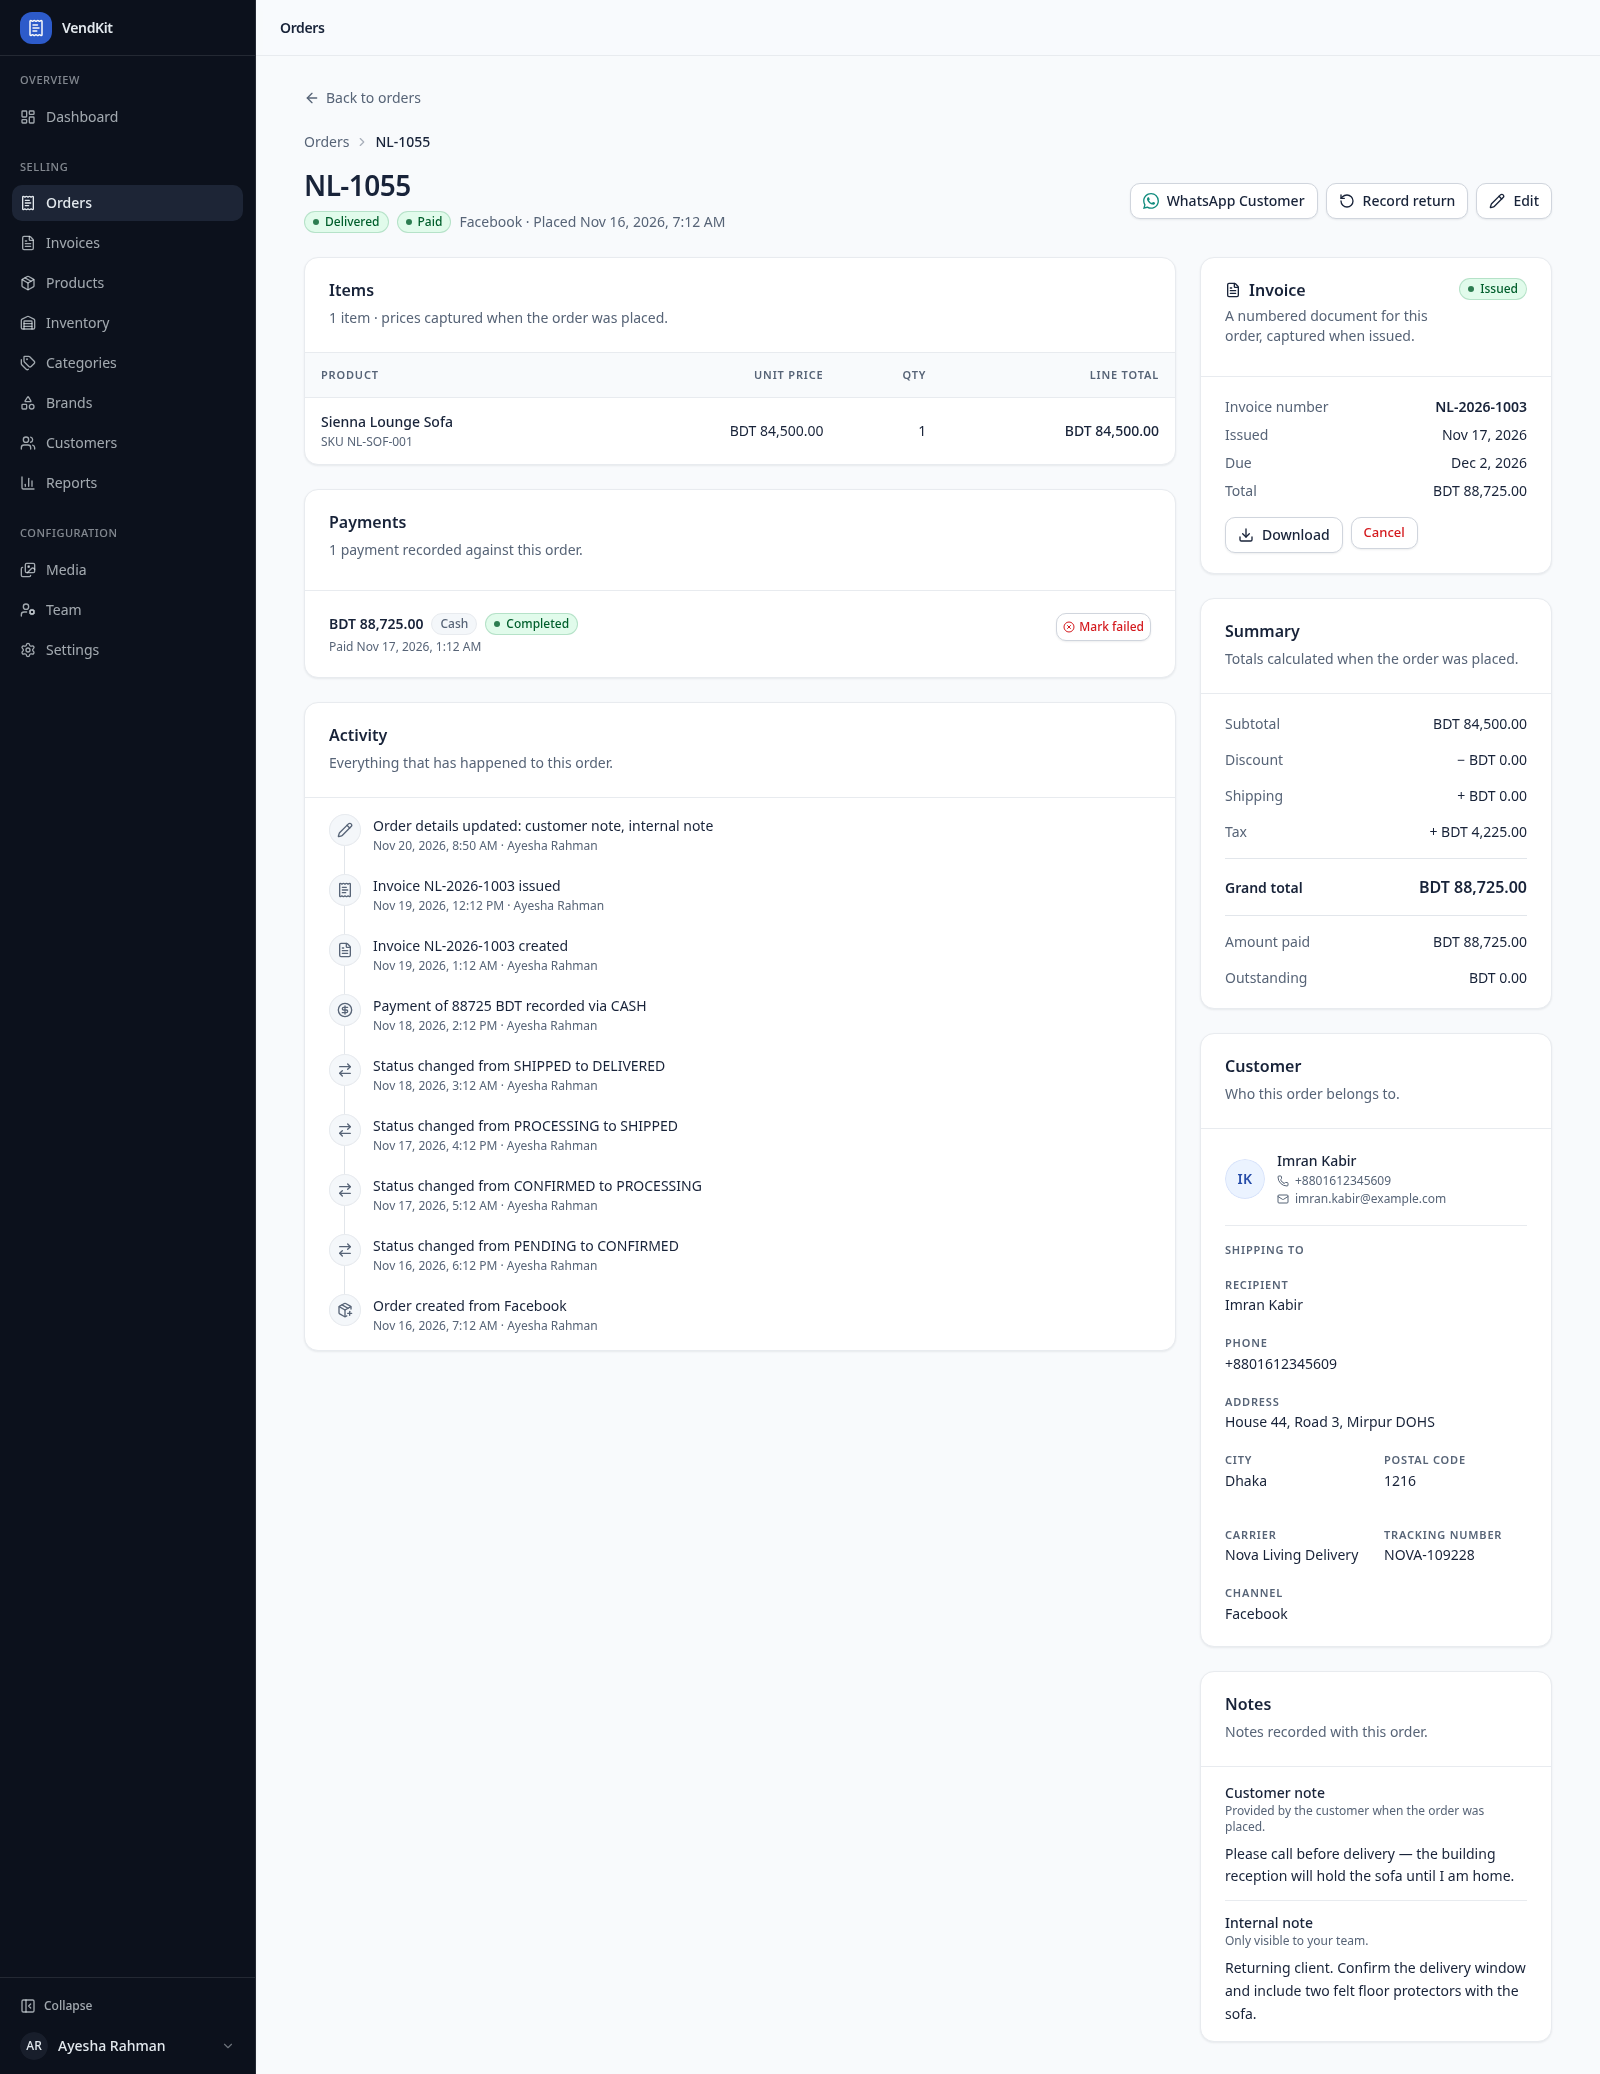 VendKit
OVERVIEW
Dashboard
SELLING
Orders
Invoices
Products
Inventory
Categories
Brands
Customers
Reports
CONFIGURATION
Media
Team
Settings
Collapse
AR Ayesha Rahman
Orders
Back to orders
Orders > NL-1055
NL-1055
Delivered Paid Facebook · Placed Nov 16, 2026, 7:12 AM
WhatsApp Customer Record return Edit
Items
1 item · prices captured when the order was placed.
PRODUCT UNIT PRICE QTY LINE TOTAL
Sienna Lounge Sofa BDT 84,500.00 1 BDT 84,500.00
SKU NL-SOF-001
Payments
1 payment recorded against this order.
BDT 88,725.00 Cash Completed Mark failed
Paid Nov 17, 2026, 1:12 AM
Activity
Everything that has happened to this order.
Order details updated: customer note, internal note
Nov 20, 2026, 8:50 AM · Ayesha Rahman
Invoice NL-2026-1003 issued
Nov 19, 2026, 12:12 PM · Ayesha Rahman
Invoice NL-2026-1003 created
Nov 19, 2026, 1:12 AM · Ayesha Rahman
Payment of 88725 BDT recorded via CASH
Nov 18, 2026, 2:12 PM · Ayesha Rahman
Status changed from SHIPPED to DELIVERED
Nov 18, 2026, 3:12 AM · Ayesha Rahman
Status changed from PROCESSING to SHIPPED
Nov 17, 2026, 4:12 PM · Ayesha Rahman
Status changed from CONFIRMED to PROCESSING
Nov 17, 2026, 5:12 AM · Ayesha Rahman
Status changed from PENDING to CONFIRMED
Nov 16, 2026, 6:12 PM · Ayesha Rahman
Order created from Facebook
Nov 16, 2026, 7:12 AM · Ayesha Rahman
Invoice Issued
A numbered document for this
order, captured when issued.
Invoice number NL-2026-1003
Issued Nov 17, 2026
Due Dec 2, 2026
Total BDT 88,725.00
Download Cancel
Summary
Totals calculated when the order was placed.
Subtotal BDT 84,500.00
Discount − BDT 0.00
Shipping + BDT 0.00
Tax + BDT 4,225.00
Grand total BDT 88,725.00
Amount paid BDT 88,725.00
Outstanding BDT 0.00
Customer
Who this order belongs to.
IK Imran Kabir
+8801612345609
imran.kabir@example.com
SHIPPING TO
RECIPIENT
Imran Kabir
PHONE
+8801612345609
ADDRESS
House 44, Road 3, Mirpur DOHS
CITY POSTAL CODE
Dhaka 1216
CARRIER TRACKING NUMBER
Nova Living Delivery NOVA-109228
CHANNEL
Facebook
Notes
Notes recorded with this order.
Customer note
Provided by the customer when the order was
placed.
Please call before delivery — the building
reception will hold the sofa until I am home.
Internal note
Only visible to your team.
Returning client. Confirm the delivery window
and include two felt floor protectors with the
sofa.